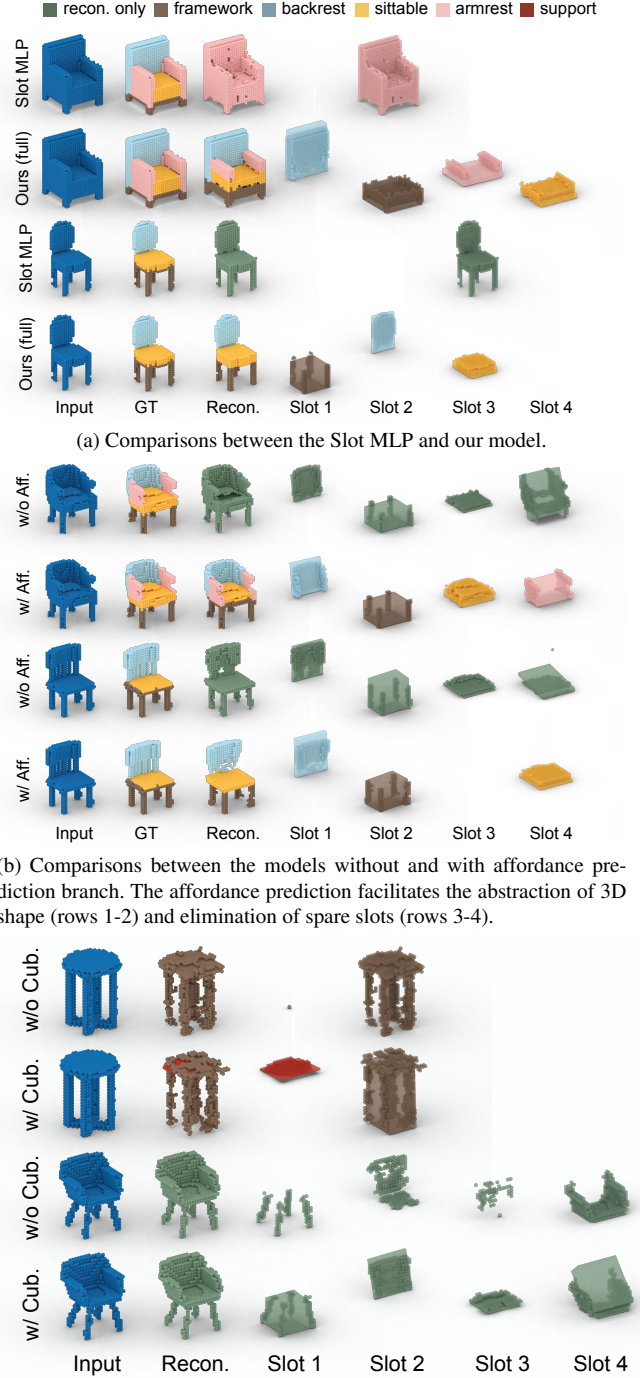 recon. only framework backrest sittable armrest support
Slot MLP
Ours (full)
Slot MLP
Ours (full)
Input GT Recon. Slot 1 Slot 2 Slot 3 Slot 4
(a) Comparisons between the Slot MLP and our model.
w/o Aff.
w/ Aff.
w/o Aff.
w/ Aff.
Input GT Recon. Slot 1 Slot 2 Slot 3 Slot 4
(b) Comparisons between the models without and with affordance pre-
diction branch. The affordance prediction facilitates the abstraction of 3D
shape (rows 1-2) and elimination of spare slots (rows 3-4).
w/o Cub.
w/ Cub.
w/o Cub.
w/ Cub.
Input Recon. Slot 1 Slot 2 Slot 3 Slot 4